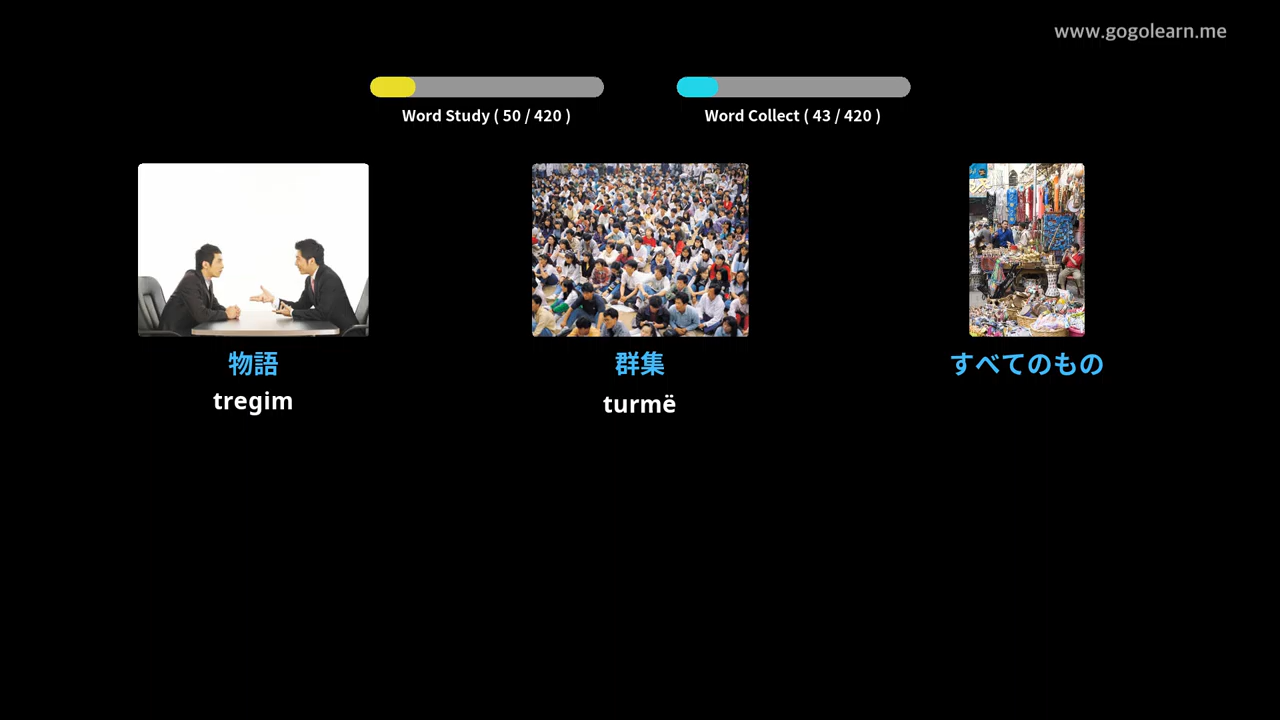 www.gogolearn.me
Word Study ( 50 / 420 )
Word Collect ( 43 / 420 )
物語
tregim
群集
turmë
すべてのもの